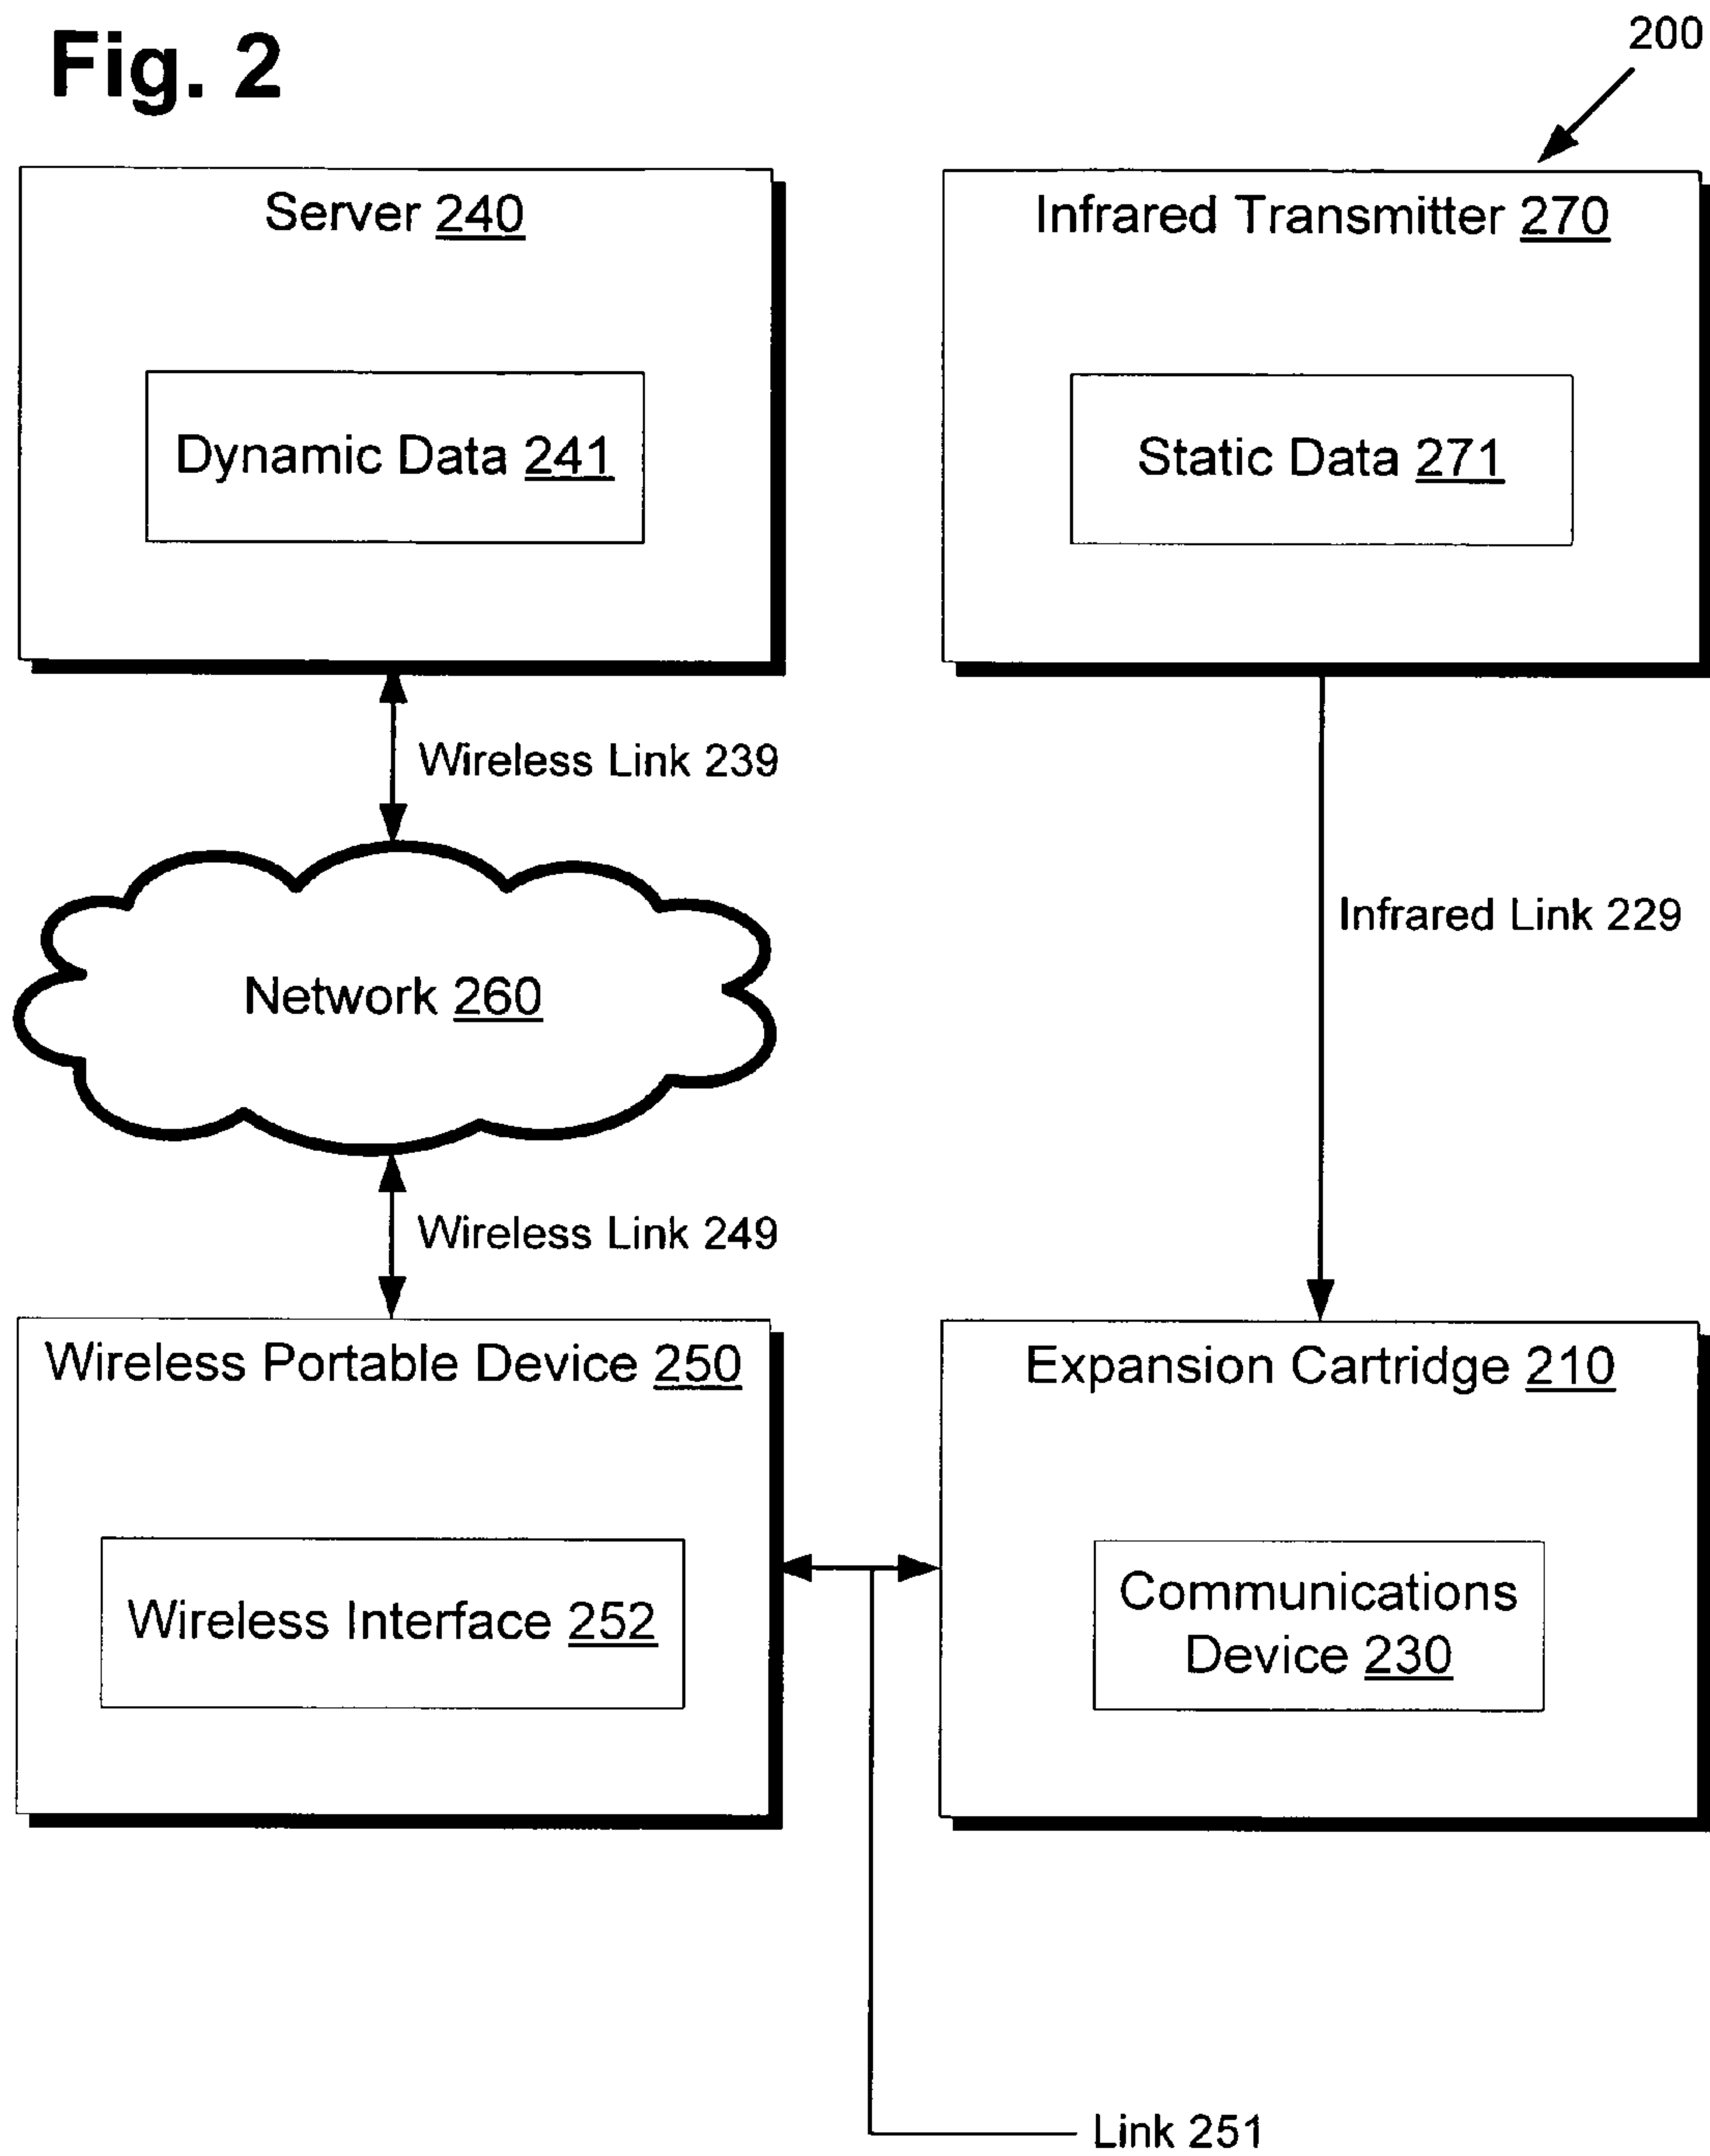 Fig. 2
200
Server 240
Infrared Transmitter 270
Dynamic Data 241
Static Data 271
Wireless Link 239
Infrared Link 229
Network 260
Wireless Link 249
Wireless Portable Device 250
Expansion Cartridge 210
Wireless Interface 252
Communications
Device 230
Link 251